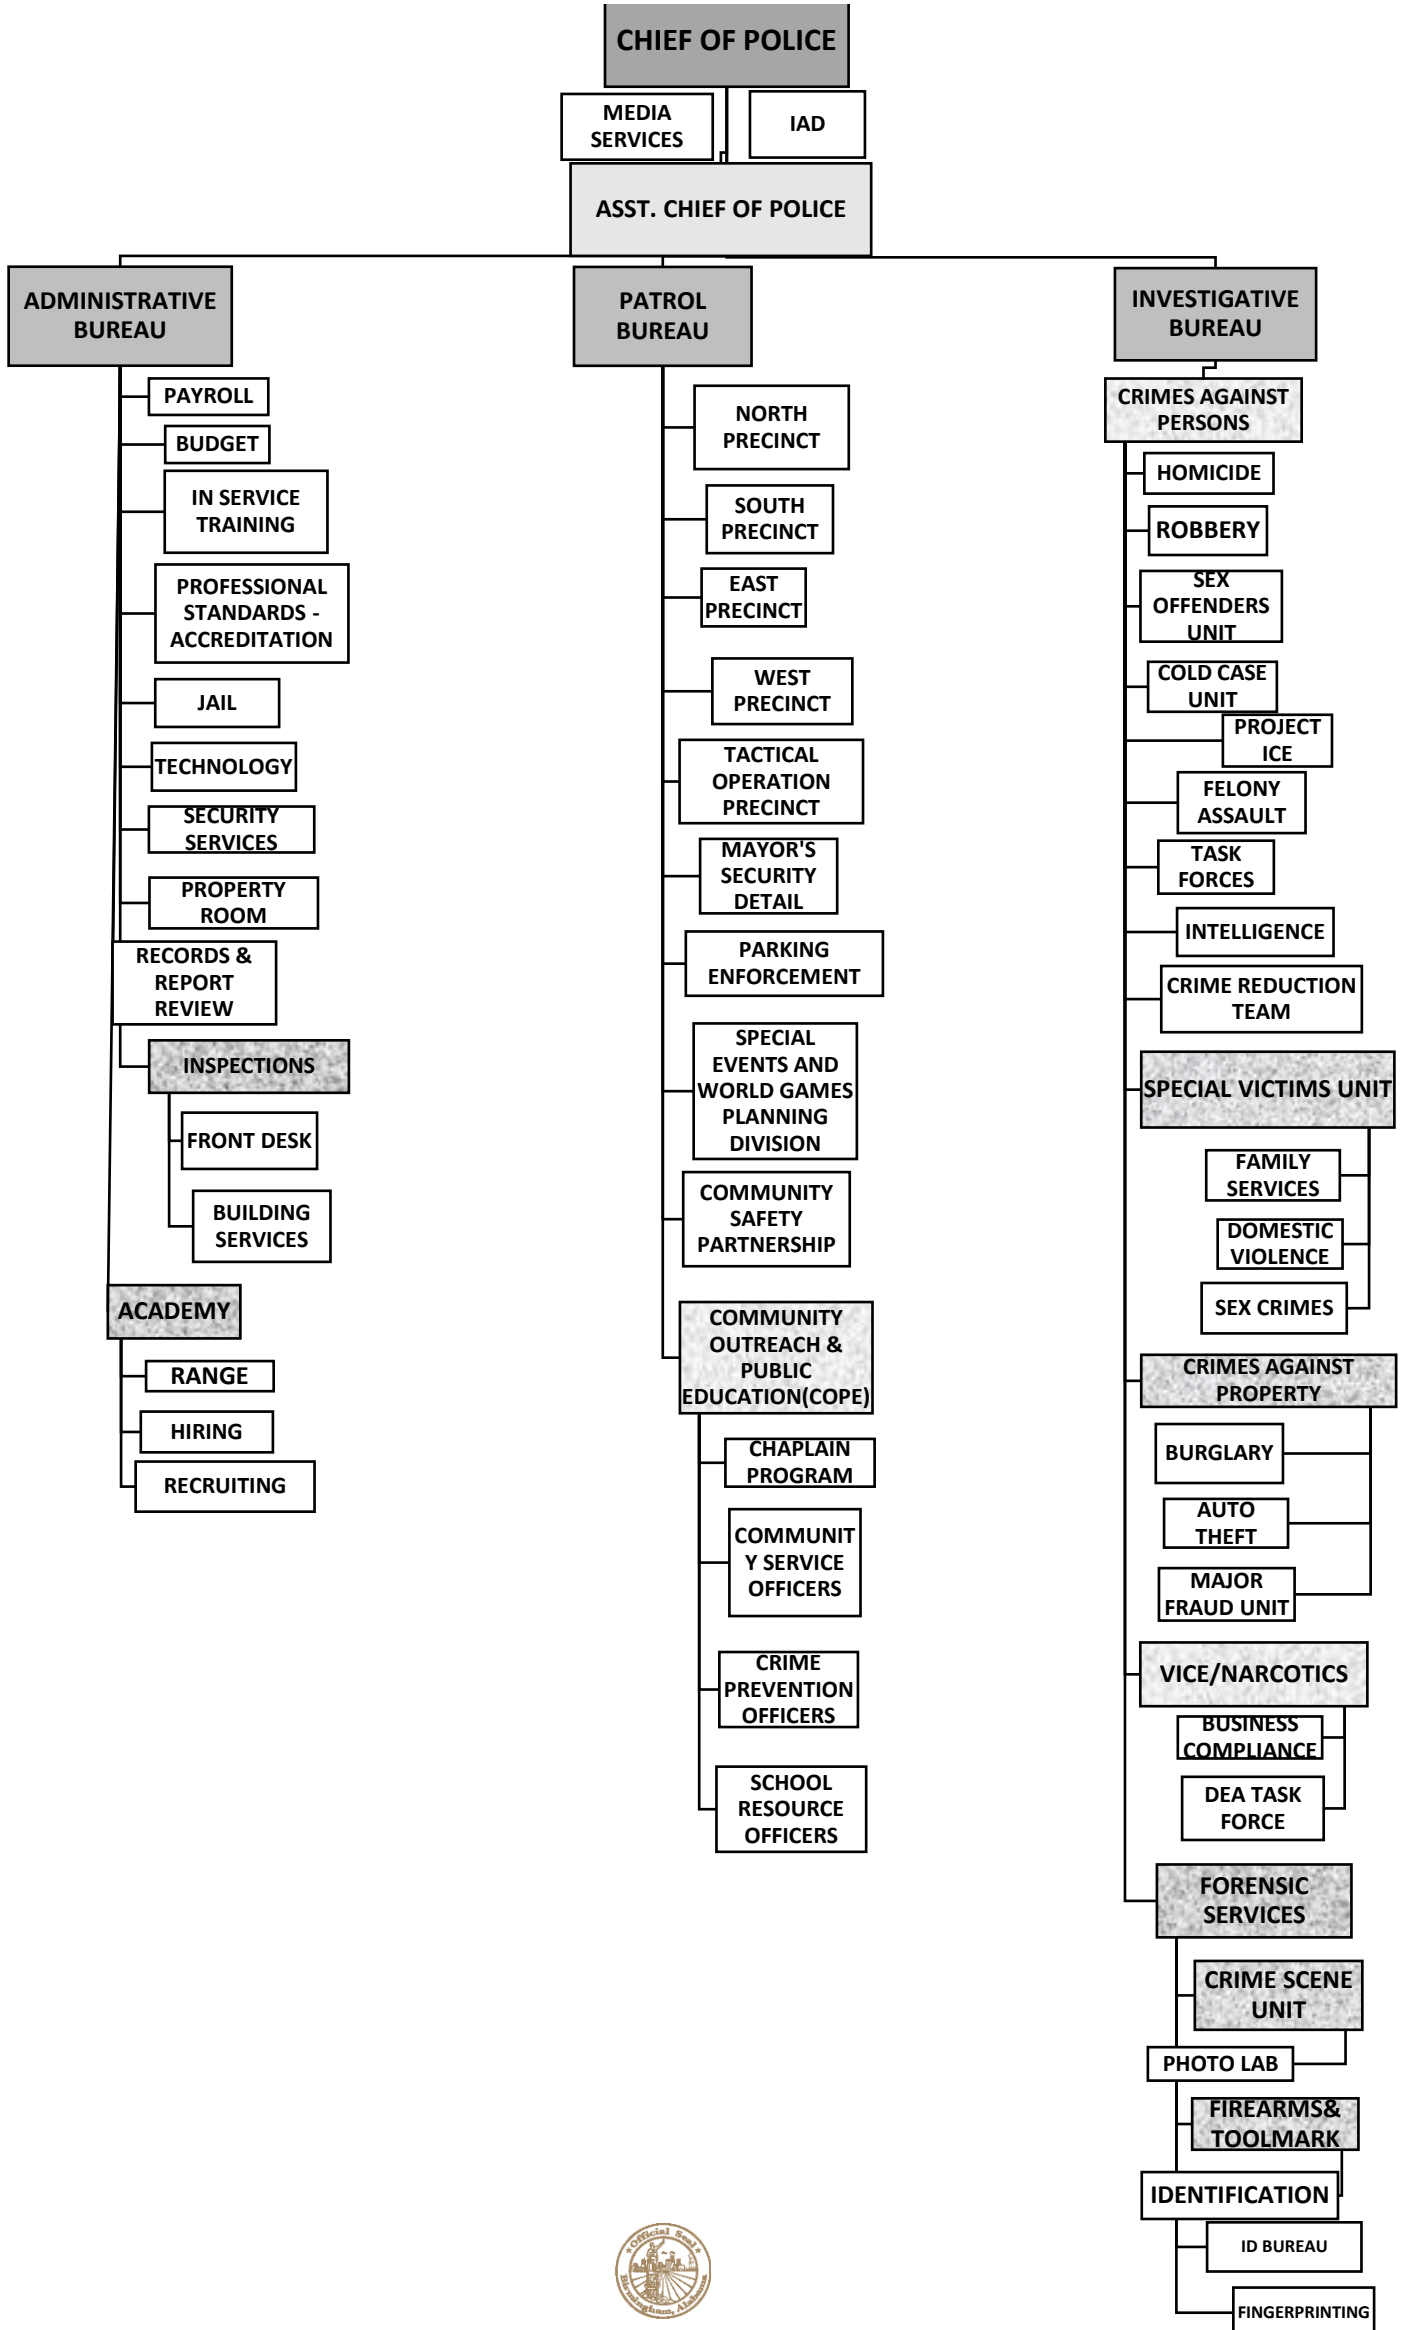 CHIEF OF POLICE
MEDIA
SERVICES
IAD
ASST. CHIEF OF POLICE
ADMINISTRATIVE
BUREAU
PAYROLL
BUDGET
IN SERVICE
TRAINING
PROFESSIONAL
STANDARDS -
ACCREDITATION
JAIL
TECHNOLOGY
SECURITY
SERVICES
PROPERTY
ROOM
RECORDS &
REPORT
REVIEW
INSPECTIONS
FRONT DESK
BUILDING
SERVICES
ACADEMY
RANGE
HIRING
RECRUITING
PATROL
BUREAU
NORTH
PRECINCT
SOUTH
PRECINCT
EAST
PRECINCT
WEST
PRECINCT
TACTICAL
OPERATION
PRECINCT
MAYOR'S
SECURITY
DETAIL
PARKING
ENFORCEMENT
SPECIAL
EVENTS AND
WORLD GAMES
PLANNING
DIVISION
COMMUNITY
SAFETY
PARTNERSHIP
COMMUNITY
OUTREACH &
PUBLIC
EDUCATION(COPE)
CHAPLAIN
PROGRAM
COMMUNIT
Y SERVICE
OFFICERS
CRIME
PREVENTION
OFFICERS
SCHOOL
RESOURCE
OFFICERS
INVESTIGATIVE
BUREAU
CRIMES AGAINST
PERSONS
HOMICIDE
ROBBERY
SEX
OFFENDERS
UNIT
COLD CASE
UNIT
PROJECT
ICE
FELONY
ASSAULT
TASK
FORCES
INTELLIGENCE
CRIME REDUCTION
TEAM
SPECIAL VICTIMS UNIT
FAMILY
SERVICES
DOMESTIC
VIOLENCE
SEX CRIMES
CRIMES AGAINST
PROPERTY
BURGLARY
AUTO
THEFT
MAJOR
FRAUD UNIT
VICE/NARCOTICS
BUSINESS
COMPLIANCE
DEA TASK
FORCE
FORENSIC
SERVICES
CRIME SCENE
UNIT
PHOTO LAB
FIREARMS&
TOOLMARK
IDENTIFICATION
ID BUREAU
FINGERPRINTING
Official Seal
Birmingham, Alabama